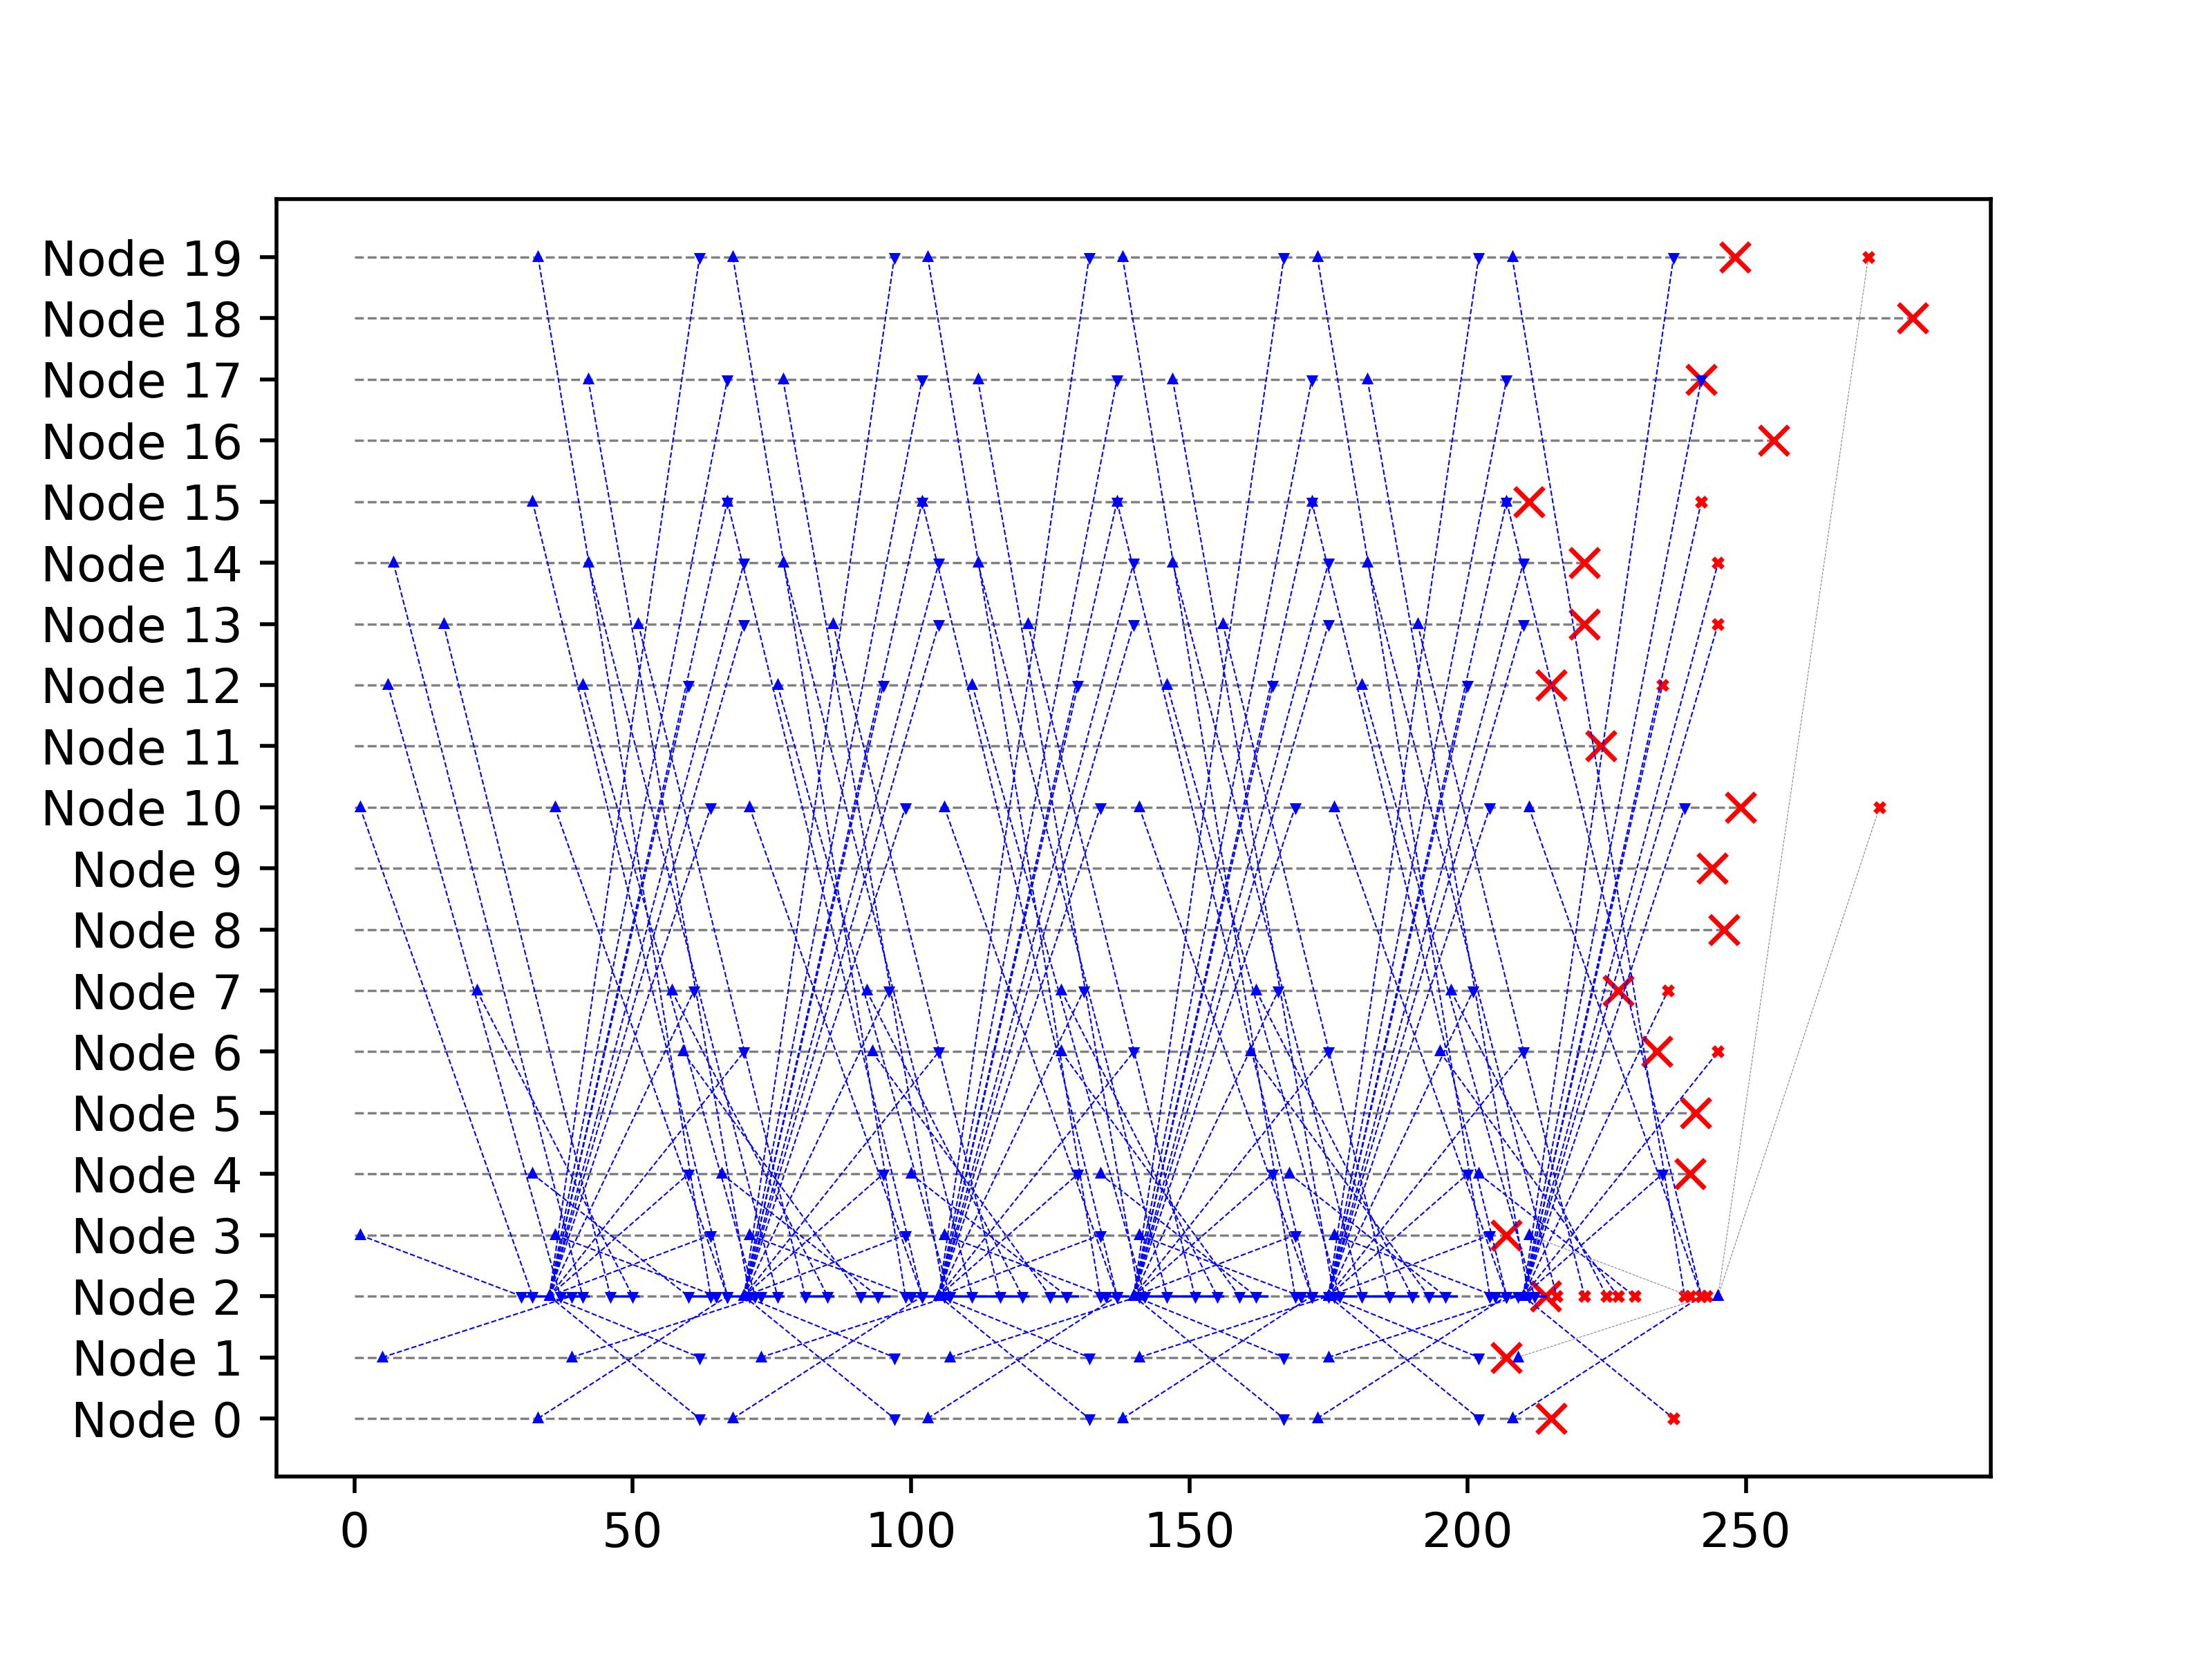 Node 19
Node 18
Node 17
Node 16
Node 15
Node 14
Node 13
Node 12
Node 11
Node 10
Node 9
Node 8
Node 7
Node 6
Node 5
Node 4
Node 3
Node 2
Node 1
Node 0
0 50 100 150 200 250